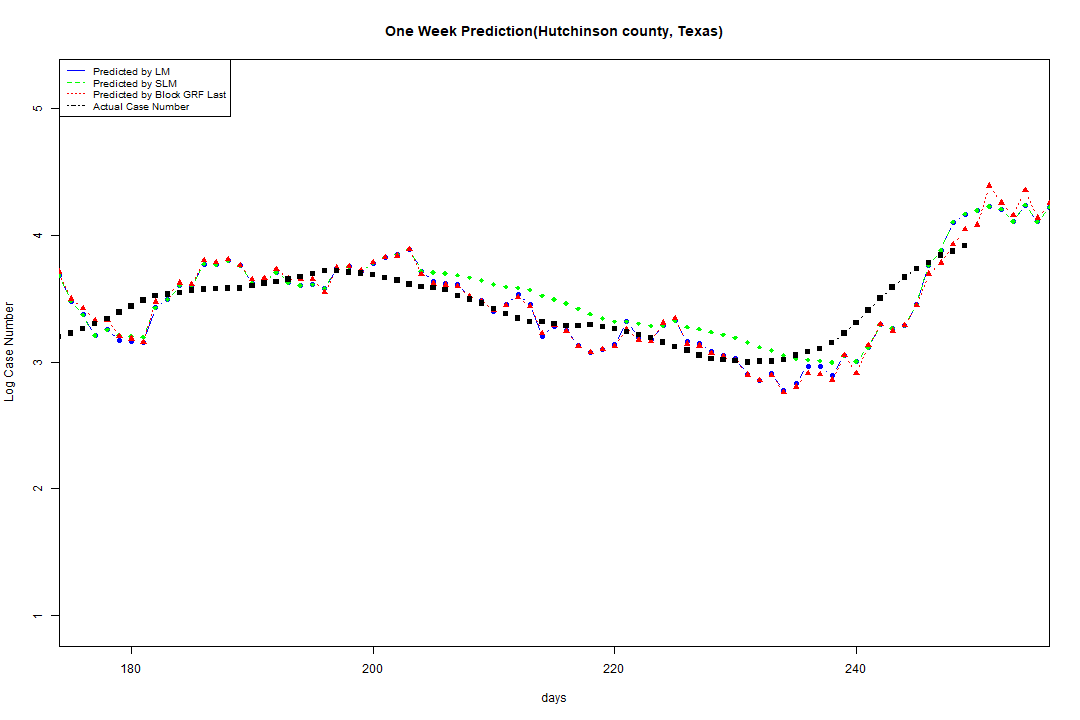 One Week Prediction(Hutchinson county, Texas)
Predicted by LM
Predicted by SLM
Predicted by Block GRF Last
Actual Case Number
5
4
3
2
1
Log Case Number
180 200 220 240
days